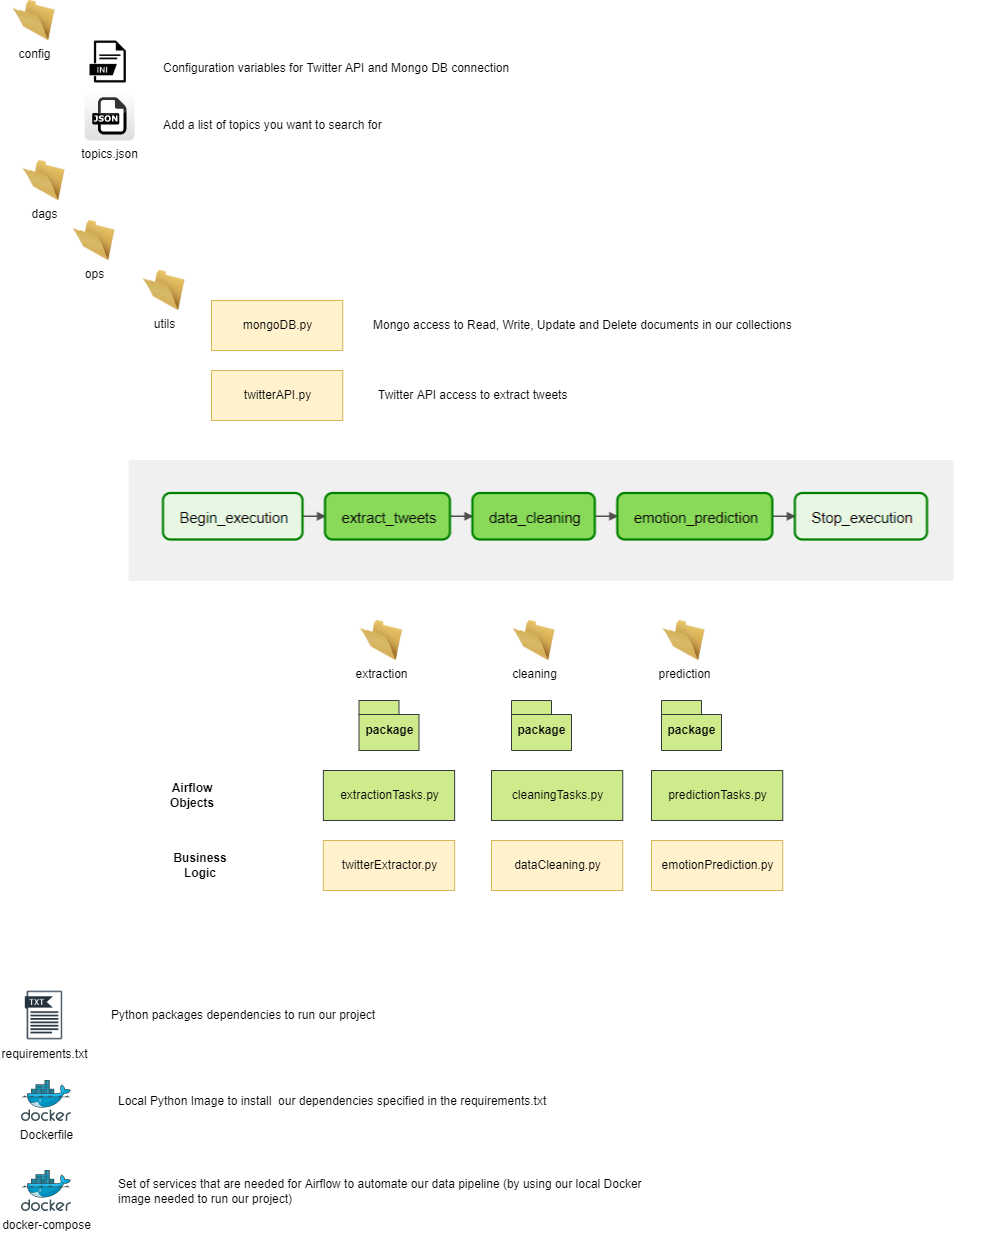 config
INI
Configuration variables for Twitter API and Mongo DB connection
JSON
Add a list of topics you want to search for
topics.json
dags
ops
utils
mongoDB.py
Mongo access to Read, Write, Update and Delete documents in our collections
twitterAPI.py
Twitter API access to extract tweets
Begin_execution
extract_tweets
data_cleaning
emotion_prediction
Stop_execution
extraction
cleaning
prediction
package
package
package
Airflow
Objects
extractionTasks.py
cleaningTasks.py
predictionTasks.py
Business
Logic
twitterExtractor.py
dataCleaning.py
emotionPrediction.py
TXT
Python packages dependencies to run our project
requirements.txt
docker
Local Python Image to install  our dependencies specified in the requirements.txt
Dockerfile
docker
Set of services that are needed for Airflow to automate our data pipeline (by using our local Docker
image needed to run our project)
docker-compose